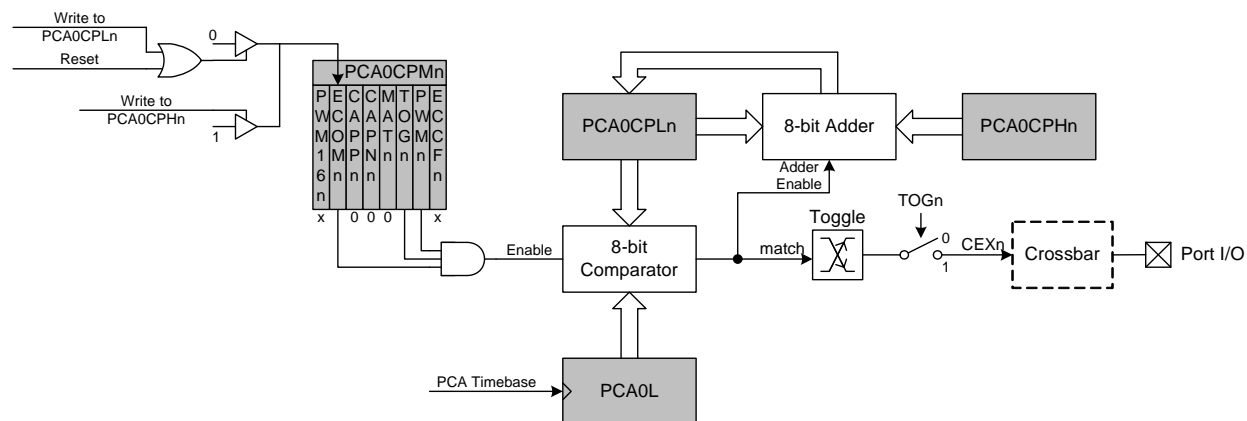 Write to
PCA0CPLn
Reset
Write to
PCA0CPHn
0
1
PCA0CPMn
P W M 1 6 n
E C O M n
C A P P n
C A P N n
M A T n
T O G n
P W M n
E C C F n
x 0 0 0 x
Enable
PCA0CPLn
8-bit Adder
PCA0CPHn
Adder
Enable
8-bit
Comparator
match
Toggle
TOGn
0
1
CEXn
Crossbar
Port I/O
PCA Timebase
PCA0L